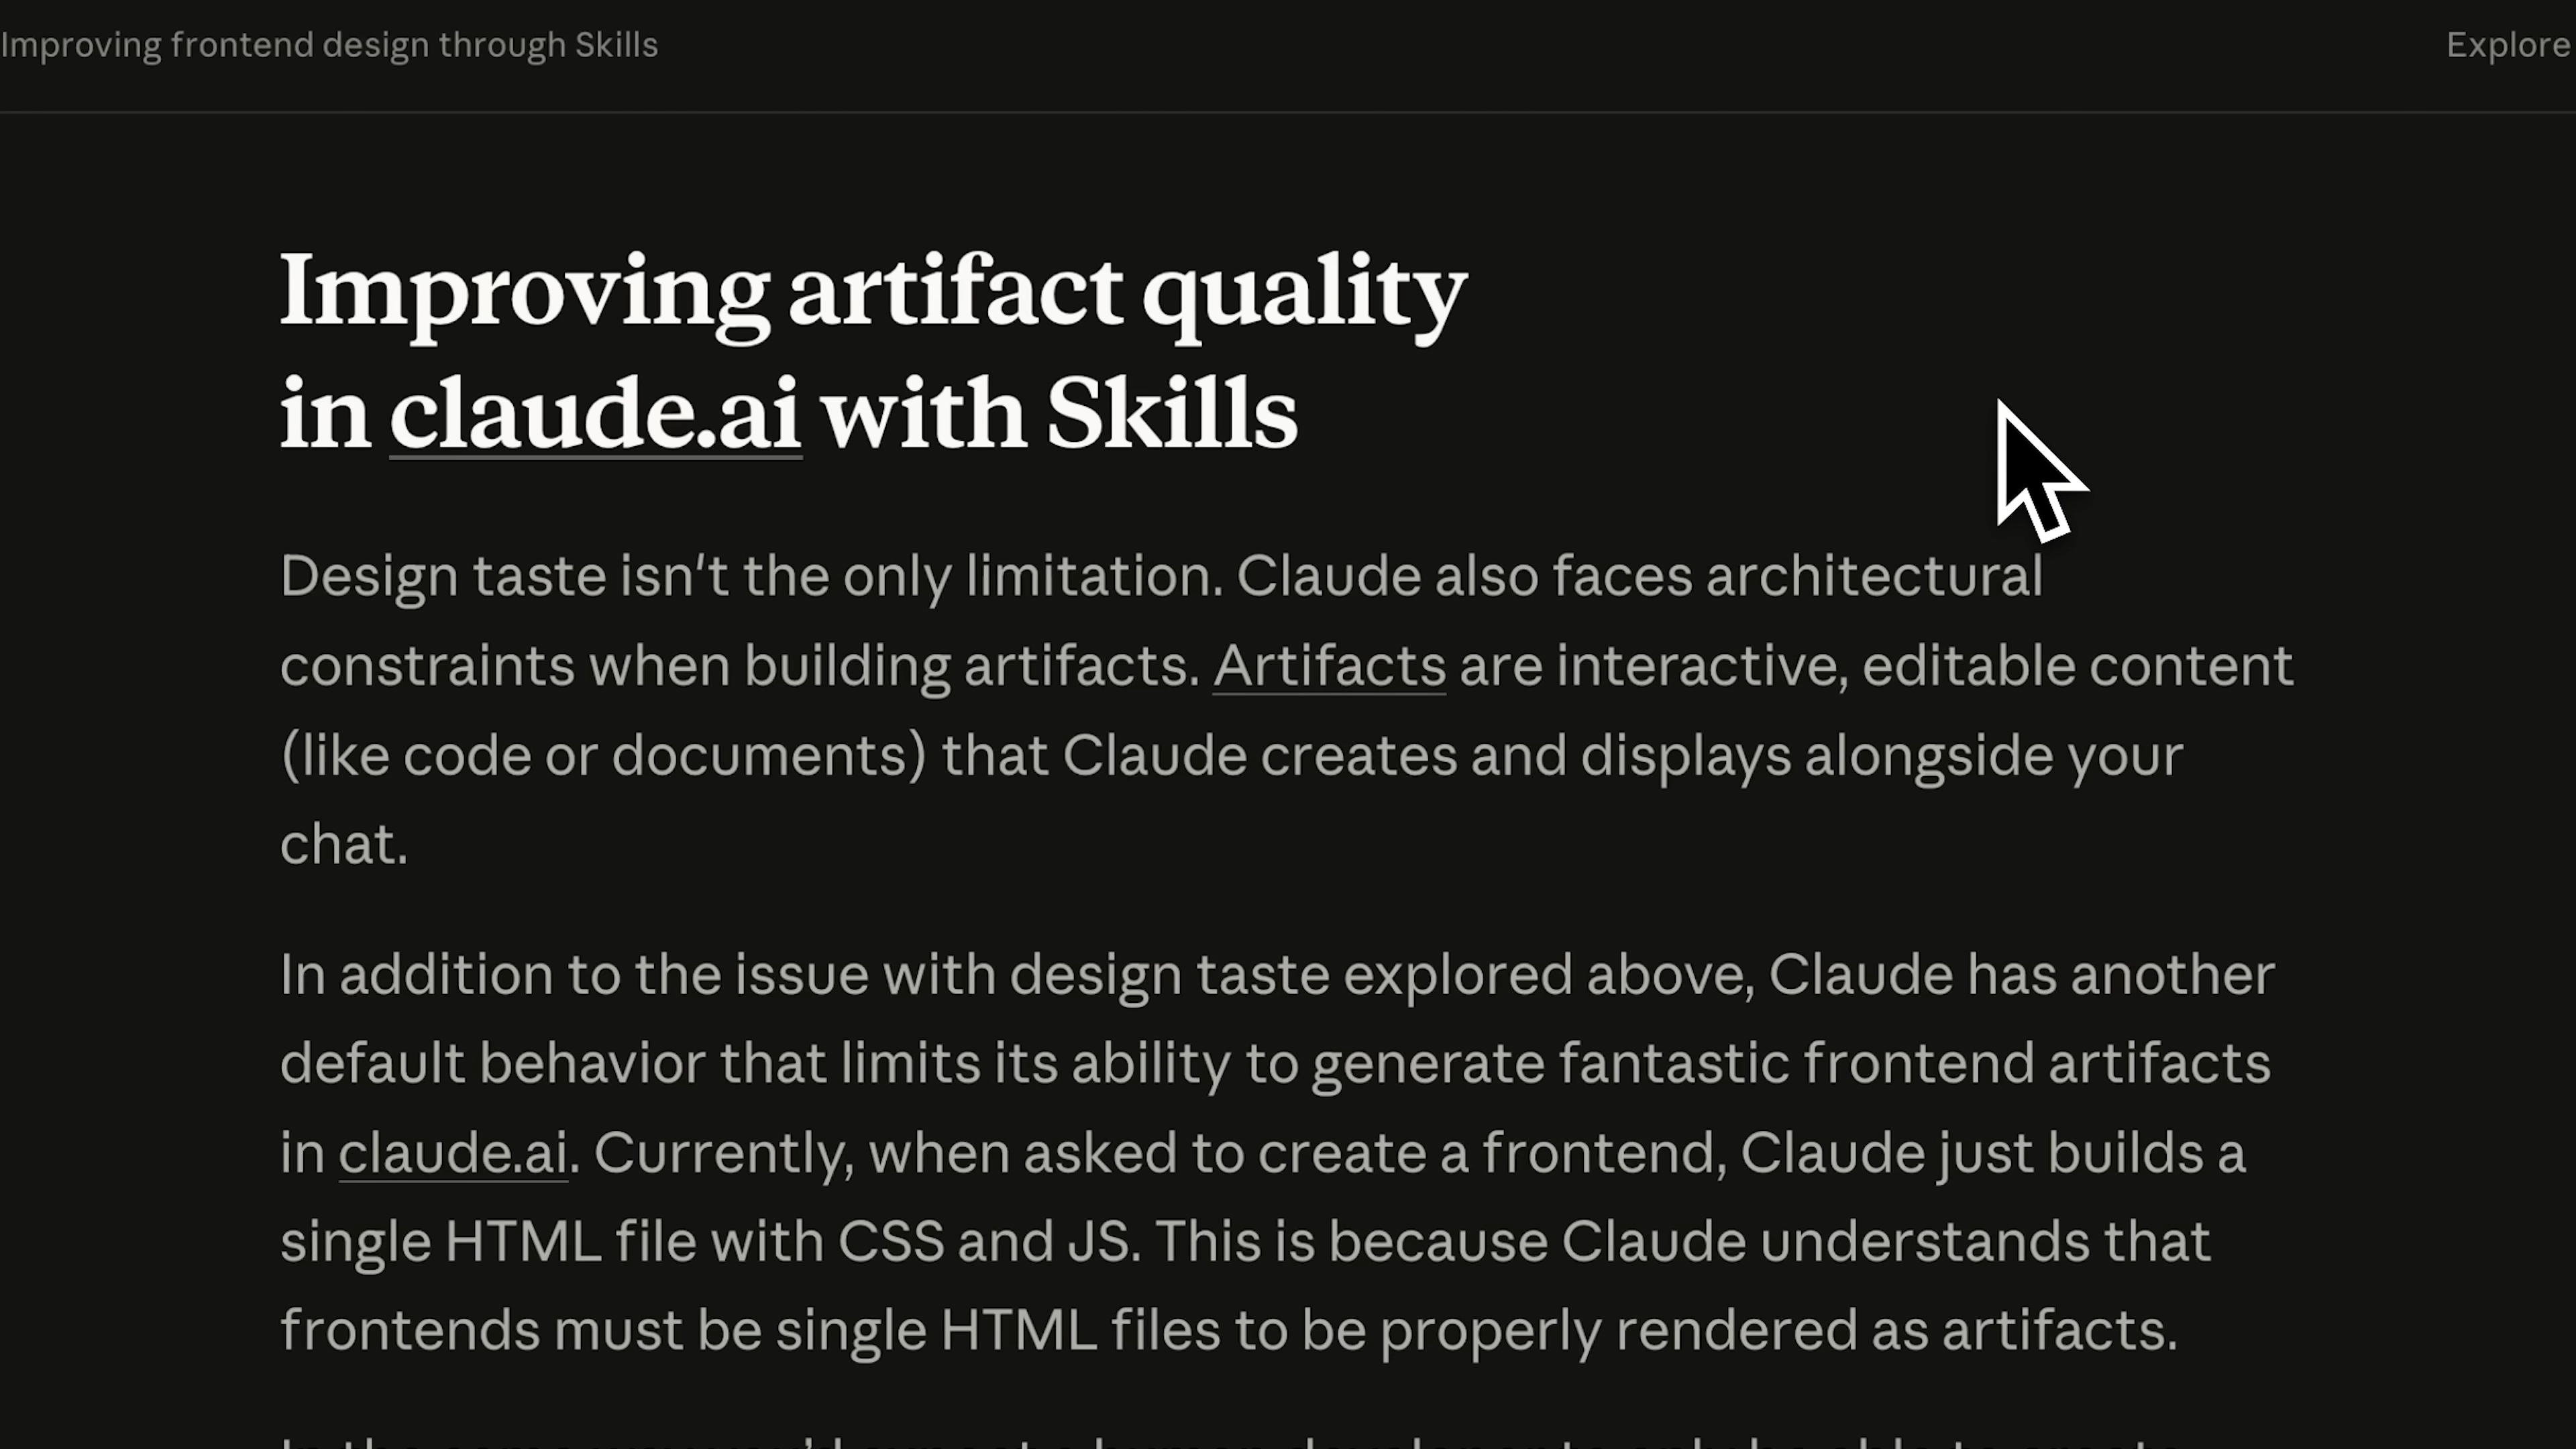 Improving frontend design through Skills
Explore
Improving artifact quality
in claude.ai with Skills
Design taste isn't the only limitation. Claude also faces architectural
constraints when building artifacts. Artifacts are interactive, editable content
(like code or documents) that Claude creates and displays alongside your
chat.
In addition to the issue with design taste explored above, Claude has another
default behavior that limits its ability to generate fantastic frontend artifacts
in claude.ai. Currently, when asked to create a frontend, Claude just builds a
single HTML file with CSS and JS. This is because Claude understands that
frontends must be single HTML files to be properly rendered as artifacts.